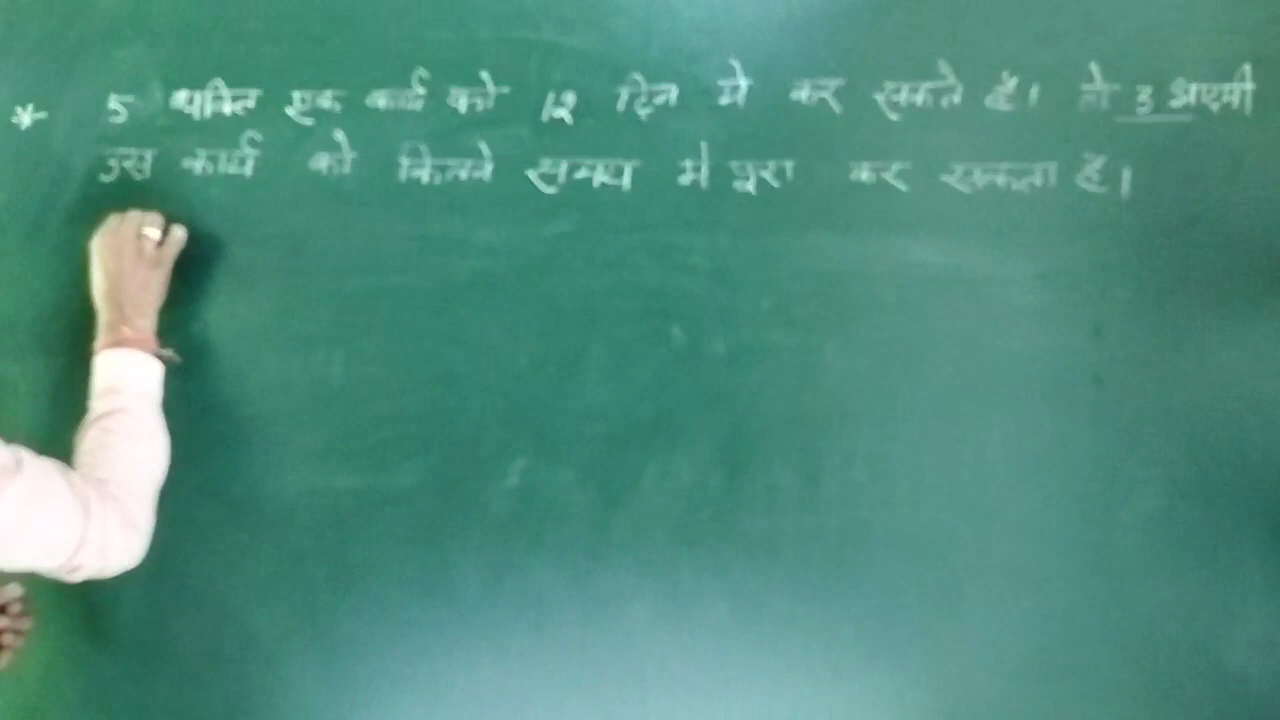 * 5 व्यक्ति एक कार्य को 12 दिन मे कर सकते है। तो 3 आदमी
उस कार्य को कितने समय मे पूरा कर सकता है।